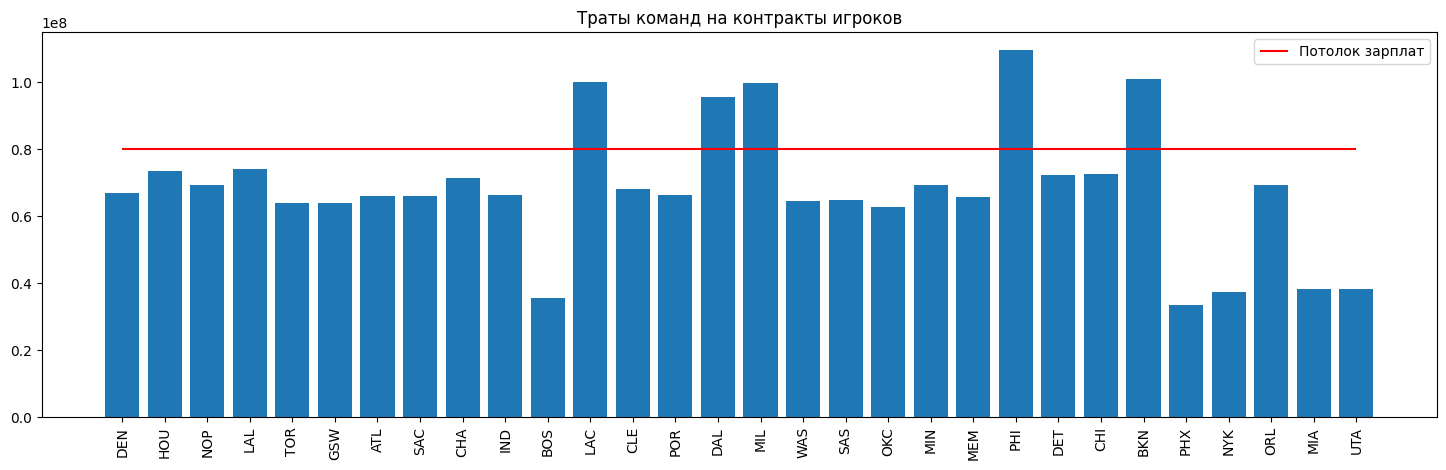 Траты команд на контракты игроков
1e8
Потолок зарплат
1.0
0.8
0.6
0.4
0.2
0.0
DEN HOU NOP LAL TOR GSW ATL SAC CHA IND BOS LAC CLE POR DAL MIL WAS SAS OKC MIN MEM PHI DET CHI BKN PHX NYK ORL MIA UTA